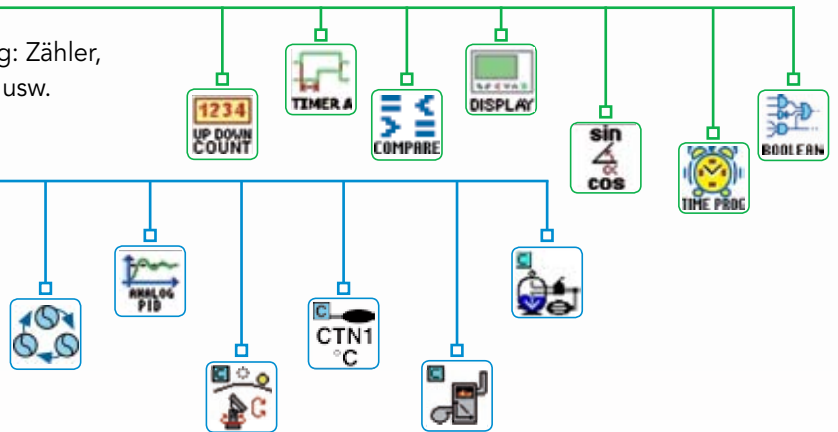 g: Zähler,
usw.
1234
UP DOWN
COUNT
TIMER A
COMPARE
DISPLAY
sin
α
cos
TIME PROG
BOOLEAN
ANALOG
PID
C
C
CTN1
°C
C
C